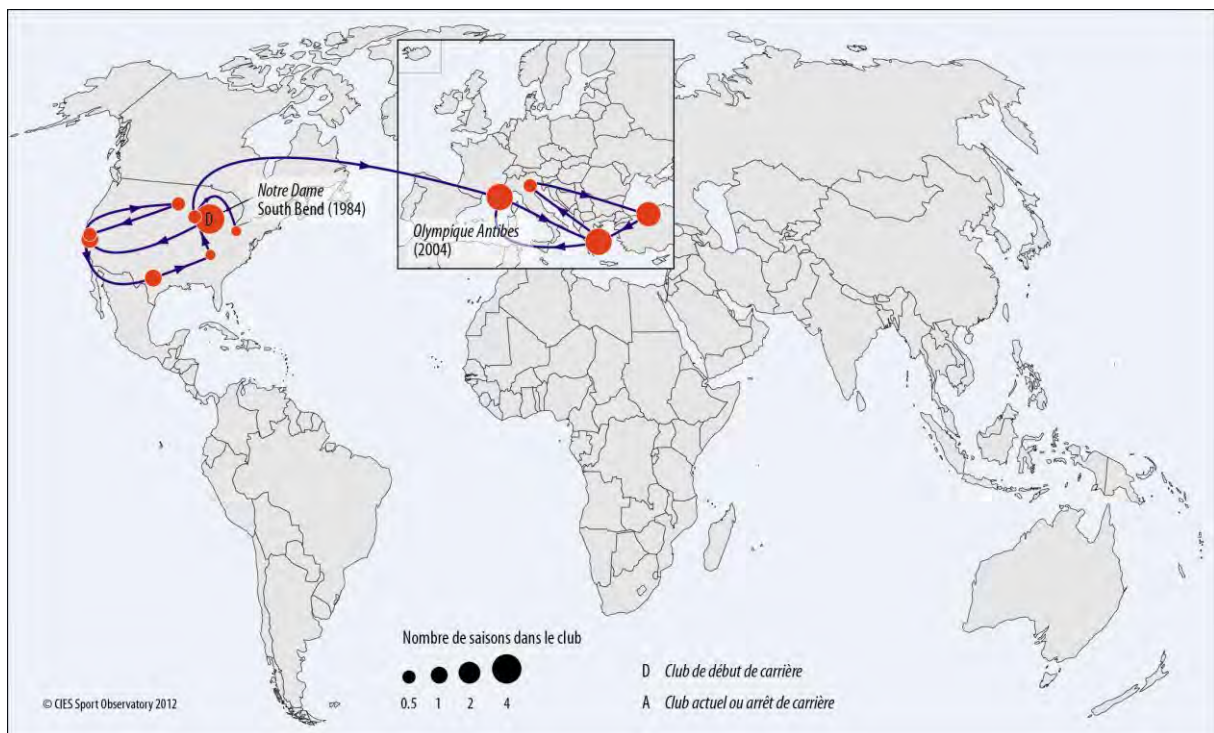 Notre Dame
South Bend (1984)
D
Olympique Antibes
(2004)
Nombre de saisons dans le club
0.5 1 2 4
D Club de début de carrière
A Club actuel ou arrêt de carrière
© CIES Sport Observatory 2012